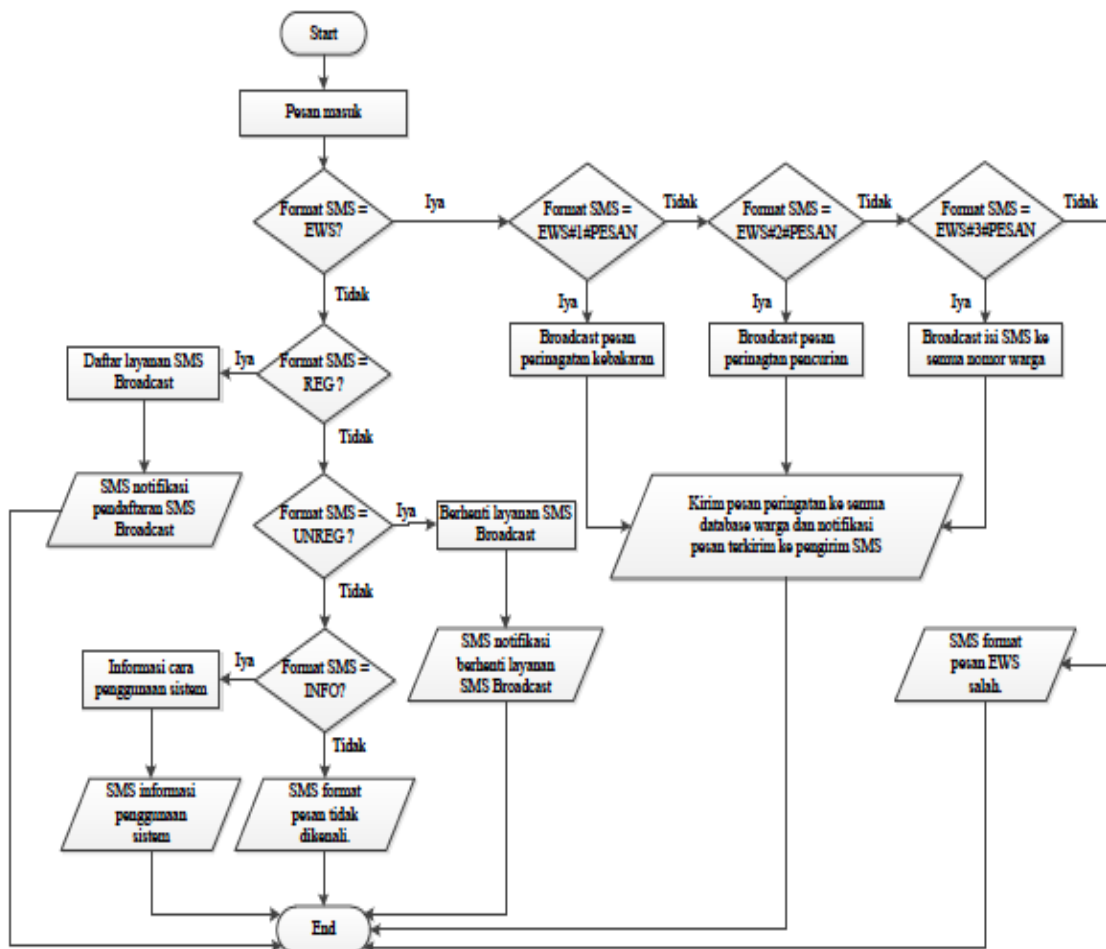 Start
Pesan masuk
Format SMS =
EWS?
Iya
Format SMS =
EWS#1#PESAN
Tidak
Format SMS =
EWS#2#PESAN
Tidak
Format SMS =
EWS#3#PESAN
Tidak
Tidak
Iya
Iya
Iya
Broadcast pesan
perinagatan kebakaran
Broadcast pesan
perinagtan pencurian
Broadcast isi SMS ke
semua nomor warga
Daftar layanan SMS
Broadcast
Iya
Format SMS =
REG ?
Tidak
SMS notifikasi
pendaftaran SMS
Broadcast
Format SMS =
UNREG ?
Iya
Berhenti layanan SMS
Broadcast
Kirim pesan peringatan ke semua
database warga dan notifikasi
pesan terkirim ke pengirim SMS
Tidak
Informasi cara
penggunaan sistem
Iya
Format SMS =
INFO?
SMS notifikasi
berhenti layanan
SMS Broadcast
SMS format
pesan EWS
salah.
Tidak
SMS informasi
penggunaan
sistem
SMS format
pesan tidak
dikenali.
End